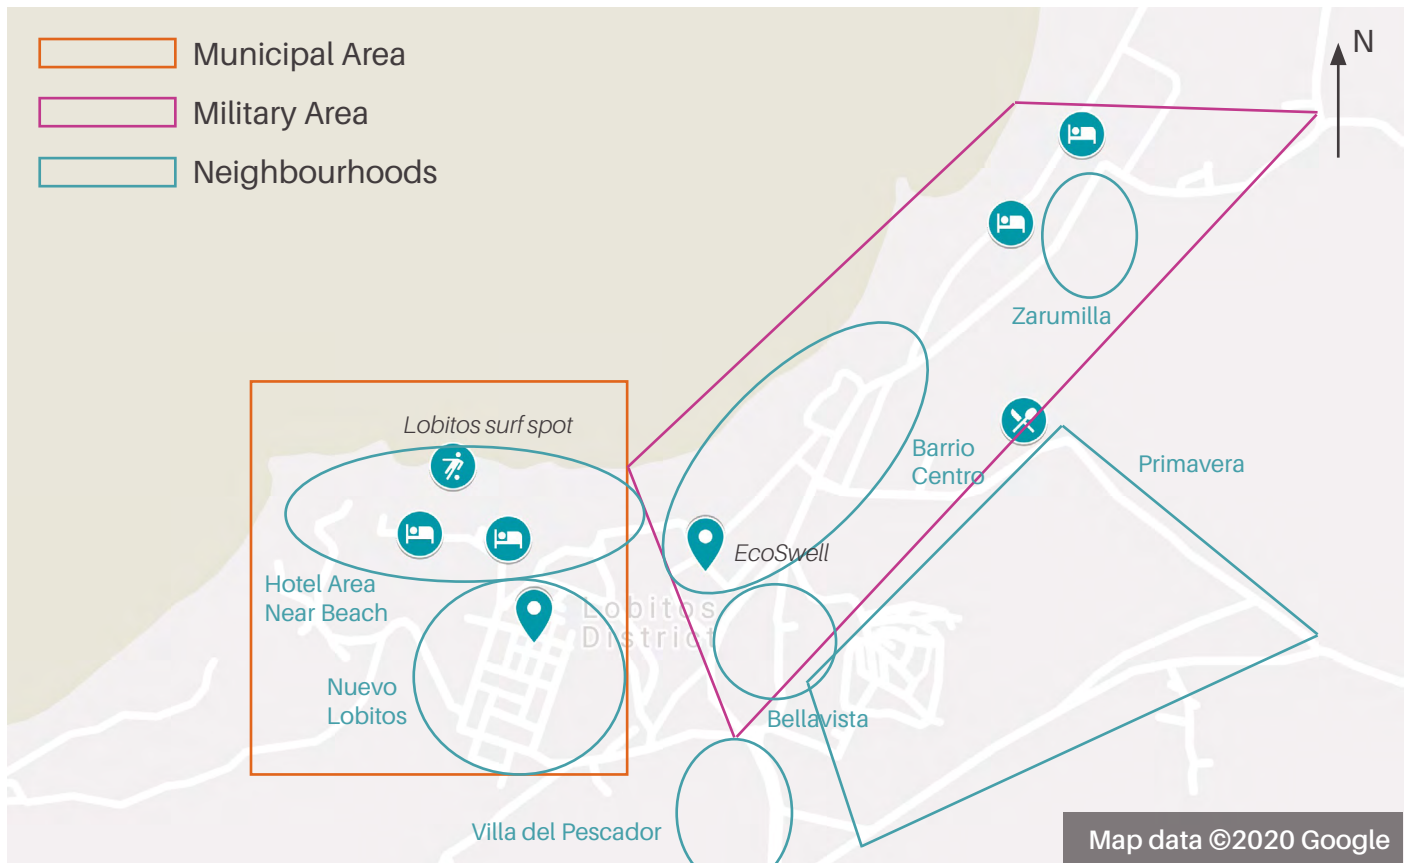 Municipal Area
Military Area
Neighbourhoods
N
Zarumilla
Lobitos surf spot
Barrio
Centro
Primavera
EcoSwell
Hotel Area
Near Beach
Lobitos
District
Nuevo
Lobitos
Bellavista
Villa del Pescador
Map data ©2020 Google